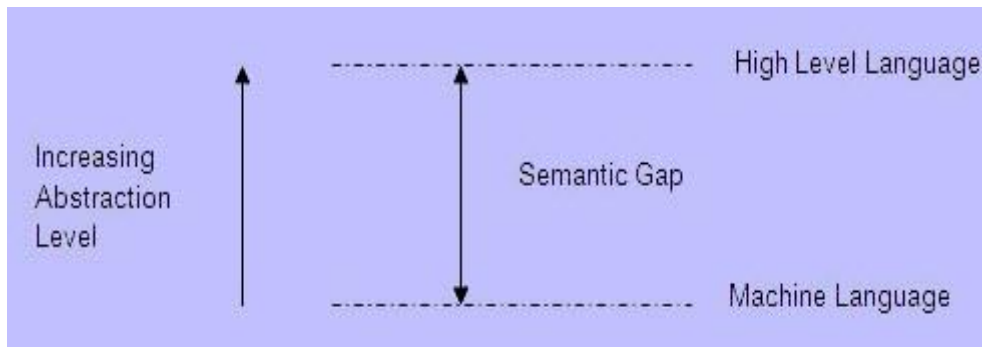 High Level Language
Increasing
Abstraction
Level
Semantic Gap
Machine Language